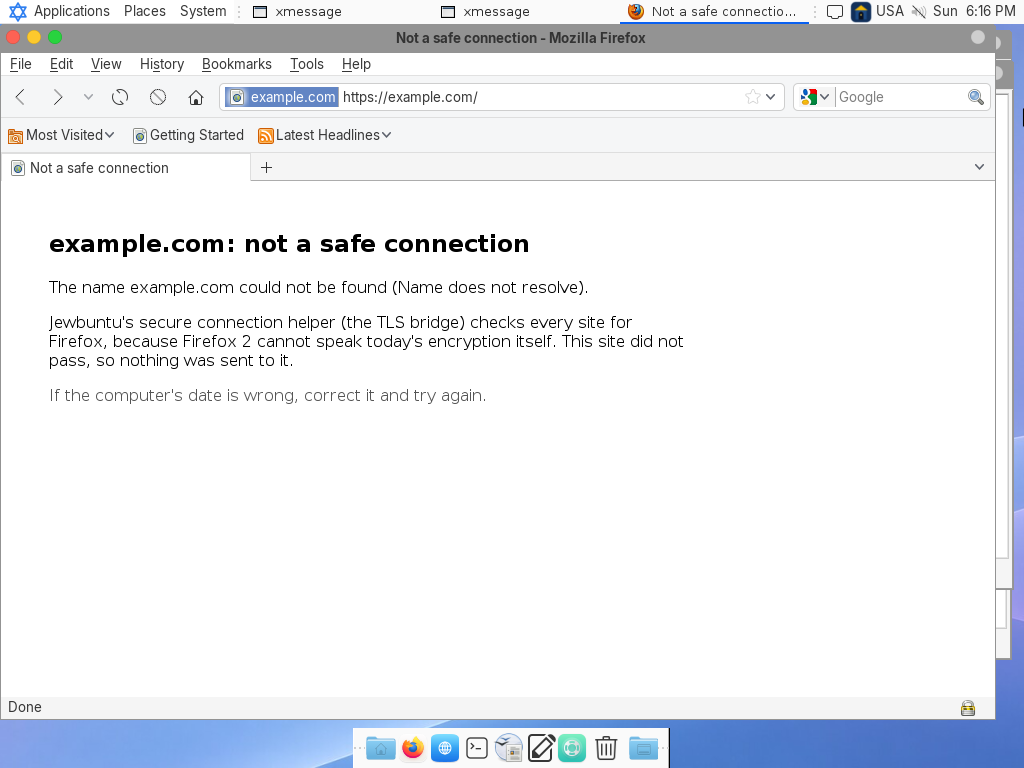 Applications Places System xmessage xmessage Not a safe connectio... USA Sun 6:16 PM
Not a safe connection - Mozilla Firefox
File Edit View History Bookmarks Tools Help
example.com https://example.com/ Google
Most Visited Getting Started Latest Headlines
Not a safe connection
example.com: not a safe connection
The name example.com could not be found (Name does not resolve).
Jewbuntu's secure connection helper (the TLS bridge) checks every site for
Firefox, because Firefox 2 cannot speak today's encryption itself. This site did not
pass, so nothing was sent to it.
If the computer's date is wrong, correct it and try again.
Done